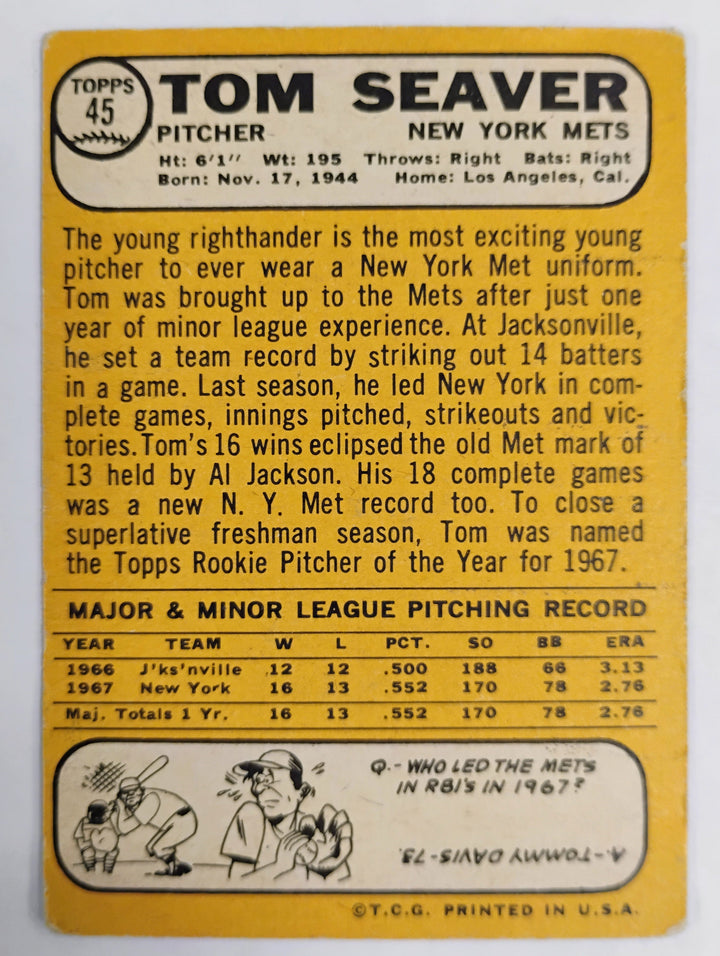 TOPPS
45
TOM SEAVER
PITCHER NEW YORK METS
Ht: 6'1" Wt: 195 Throws: Right Bats: Right
Born: Nov. 17, 1944 Home: Los Angeles, Cal.
The young righthander is the most exciting young
pitcher to ever wear a New York Met uniform.
Tom was brought up to the Mets after just one
year of minor league experience. At Jacksonville,
he set a team record by striking out 14 batters
in a game. Last season, he led New York in com-
plete games, innings pitched, strikeouts and vic-
tories. Tom's 16 wins eclipsed the old Met mark of
13 held by Al Jackson. His 18 complete games
was a new N. Y. Met record too. To close a
superlative freshman season, Tom was named
the Topps Rookie Pitcher of the Year for 1967.
MAJOR & MINOR LEAGUE PITCHING RECORD
YEAR TEAM W L PCT. SO BB ERA
1966 J'ks'nville 12 12 .500 188 66 3.13
1967 New York 16 13 .552 170 78 2.76
Maj. Totals 1 Yr. 16 13 .552 170 78 2.76
Q.- WHO LED THE METS
IN RBI'S IN 1967?
A.-TOMMY DAVIS-73.
©T.C.G. PRINTED IN U.S.A.